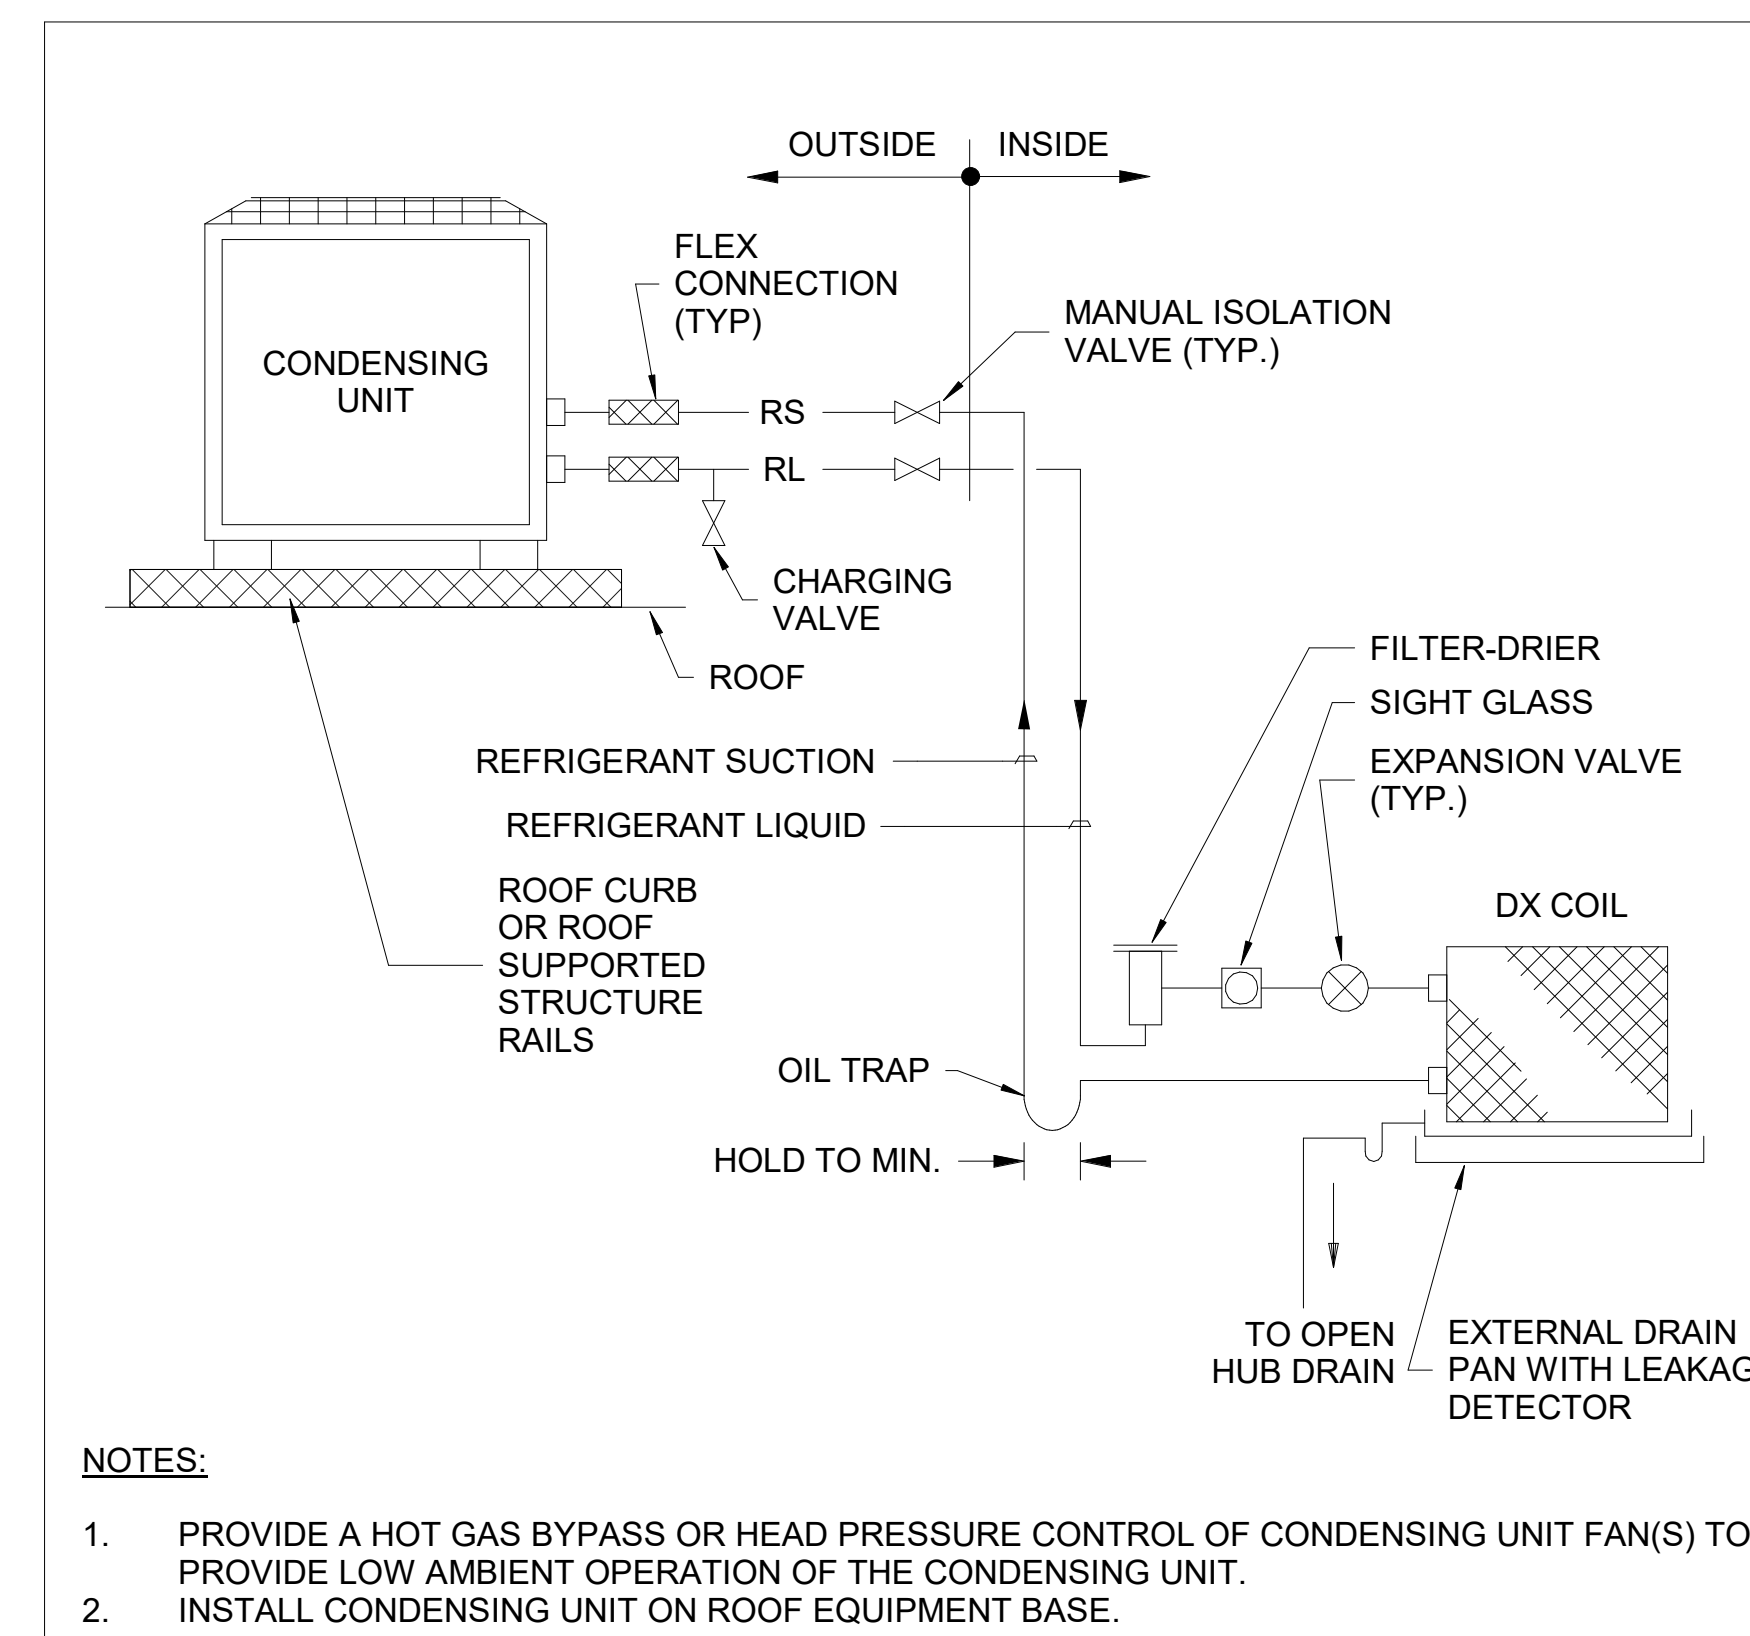 OUTSIDE
INSIDE
FLEX
CONNECTION
(TYP)
MANUAL ISOLATION
VALVE (TYP.)
CONDENSING
UNIT
RS
RL
CHARGING
VALVE
ROOF
FILTER-DRIER
SIGHT GLASS
EXPANSION VALVE
(TYP.)
REFRIGERANT SUCTION
REFRIGERANT LIQUID
ROOF CURB
OR ROOF
SUPPORTED
STRUCTURE
RAILS
DX COIL
OIL TRAP
HOLD TO MIN.
TO OPEN
HUB DRAIN
EXTERNAL DRAIN
PAN WITH LEAKAG
DETECTOR
NOTES:
1. PROVIDE A HOT GAS BYPASS OR HEAD PRESSURE CONTROL OF CONDENSING UNIT FAN(S) TO
PROVIDE LOW AMBIENT OPERATION OF THE CONDENSING UNIT.
2. INSTALL CONDENSING UNIT ON ROOF EQUIPMENT BASE.